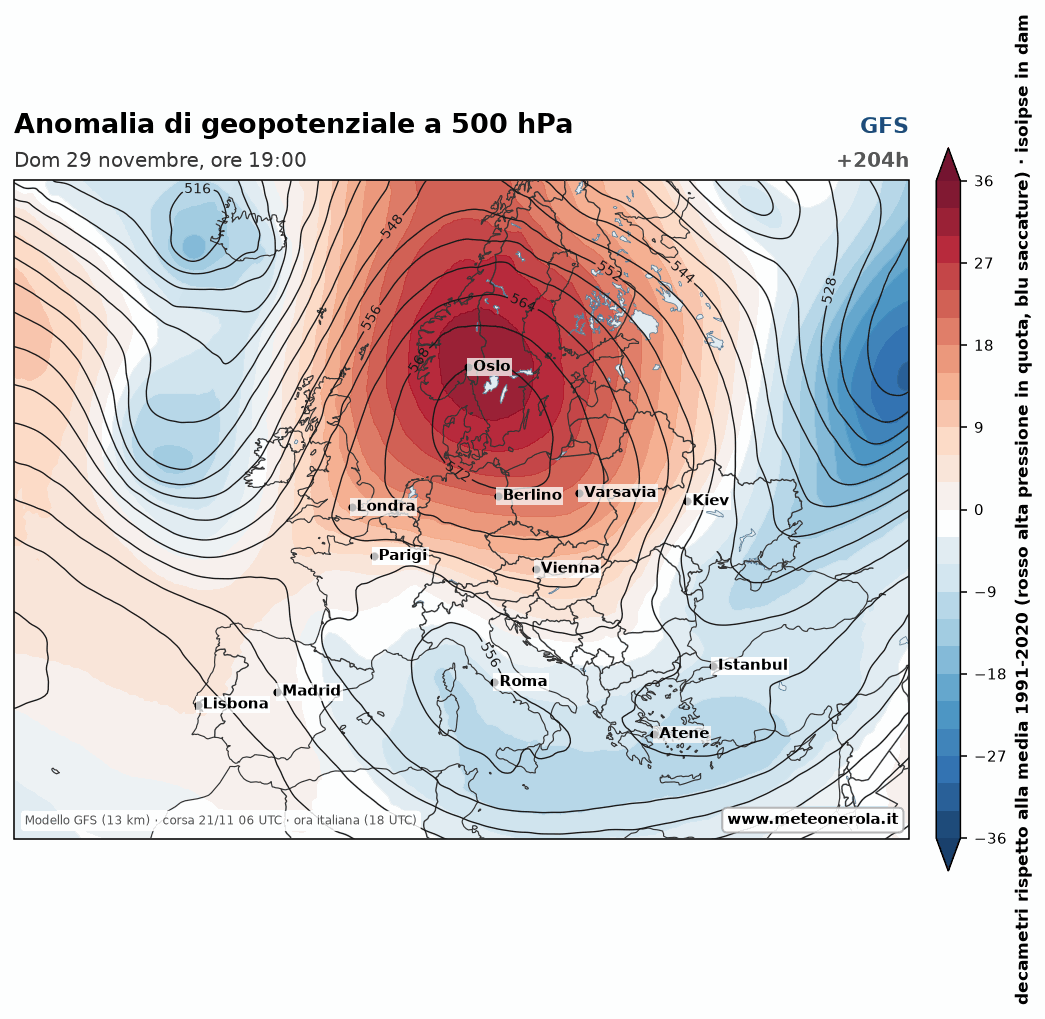 Anomalia di geopotenziale a 500 hPa
GFS
Dom 29 novembre, ore 19:00
+204h
516
548
556
552
544
528
564
568
Oslo
572
Londra
Berlino
Varsavia
Kiev
Parigi
Vienna
556
Roma
Istanbul
Madrid
Lisbona
Atene
Modello GFS (13 km) · corsa 21/11 06 UTC · ora italiana (18 UTC)
www.meteonerola.it
36
27
18
9
0
−9
−18
−27
−36
decametri rispetto alla media 1991-2020 (rosso alta pressione in quota, blu saccature) · isoipse in dam